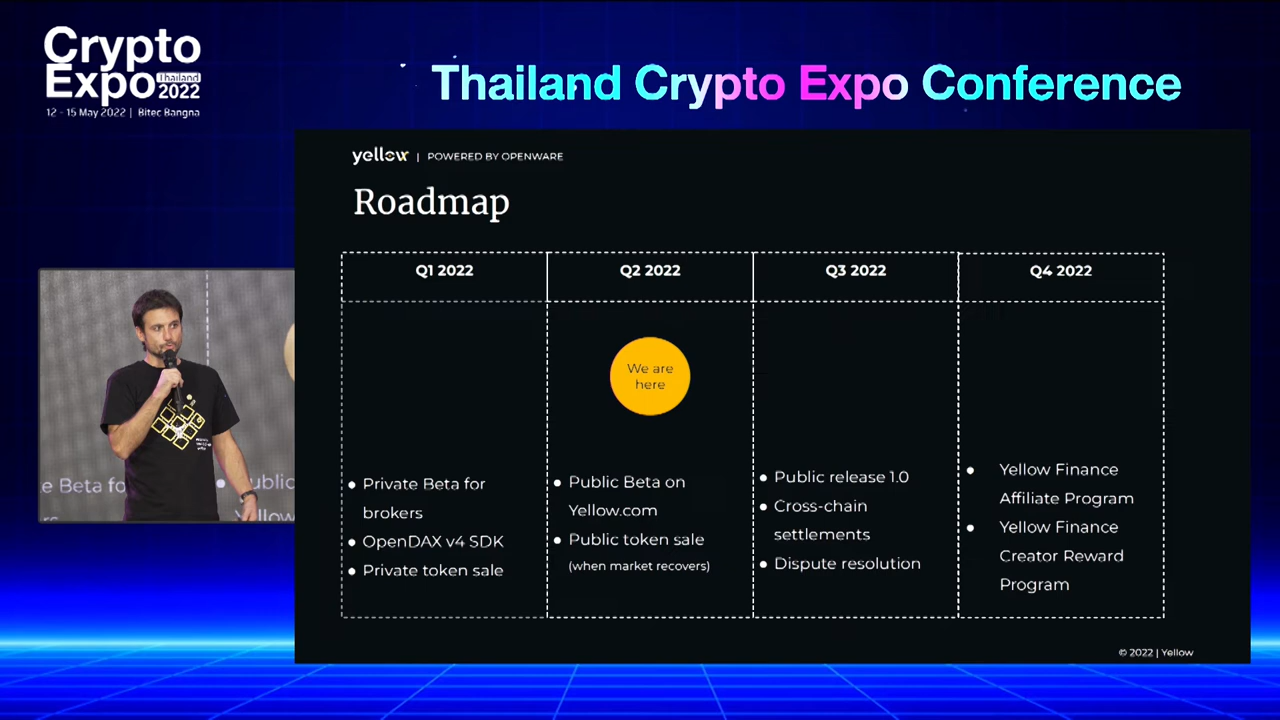 Crypto
Expo Thailand 2022
12 - 15 May 2022 | Bitec Bangna
Thailand Crypto Expo Conference
yellow | POWERED BY OPENWARE
Roadmap
Q1 2022
Q2 2022
Q3 2022
Q4 2022
We are
here
● Private Beta for
brokers
● OpenDAX v4 SDK
● Private token sale
● Public Beta on
Yellow.com
● Public token sale
(when market recovers)
● Public release 1.0
● Cross-chain
settlements
● Dispute resolution
● Yellow Finance
Affiliate Program
● Yellow Finance
Creator Reward
Program
e Beta fo
Public
Yellow
© 2022 | Yellow